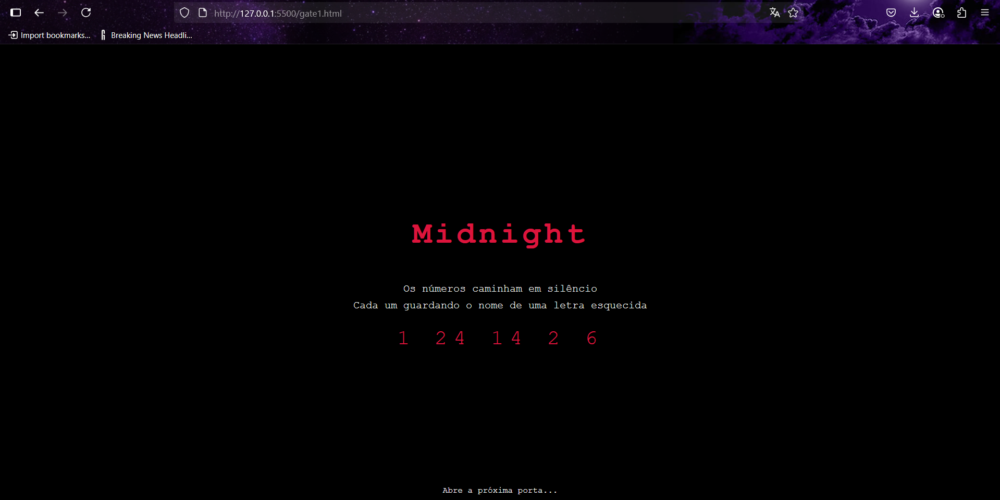 http://127.0.0.1:5500/gate1.html
Import bookmarks...
Breaking News Headli...
Midnight
Os números caminham em silêncio
Cada um guardando o nome de uma letra esquecida
1 24 14 2 6
Abre a próxima porta...